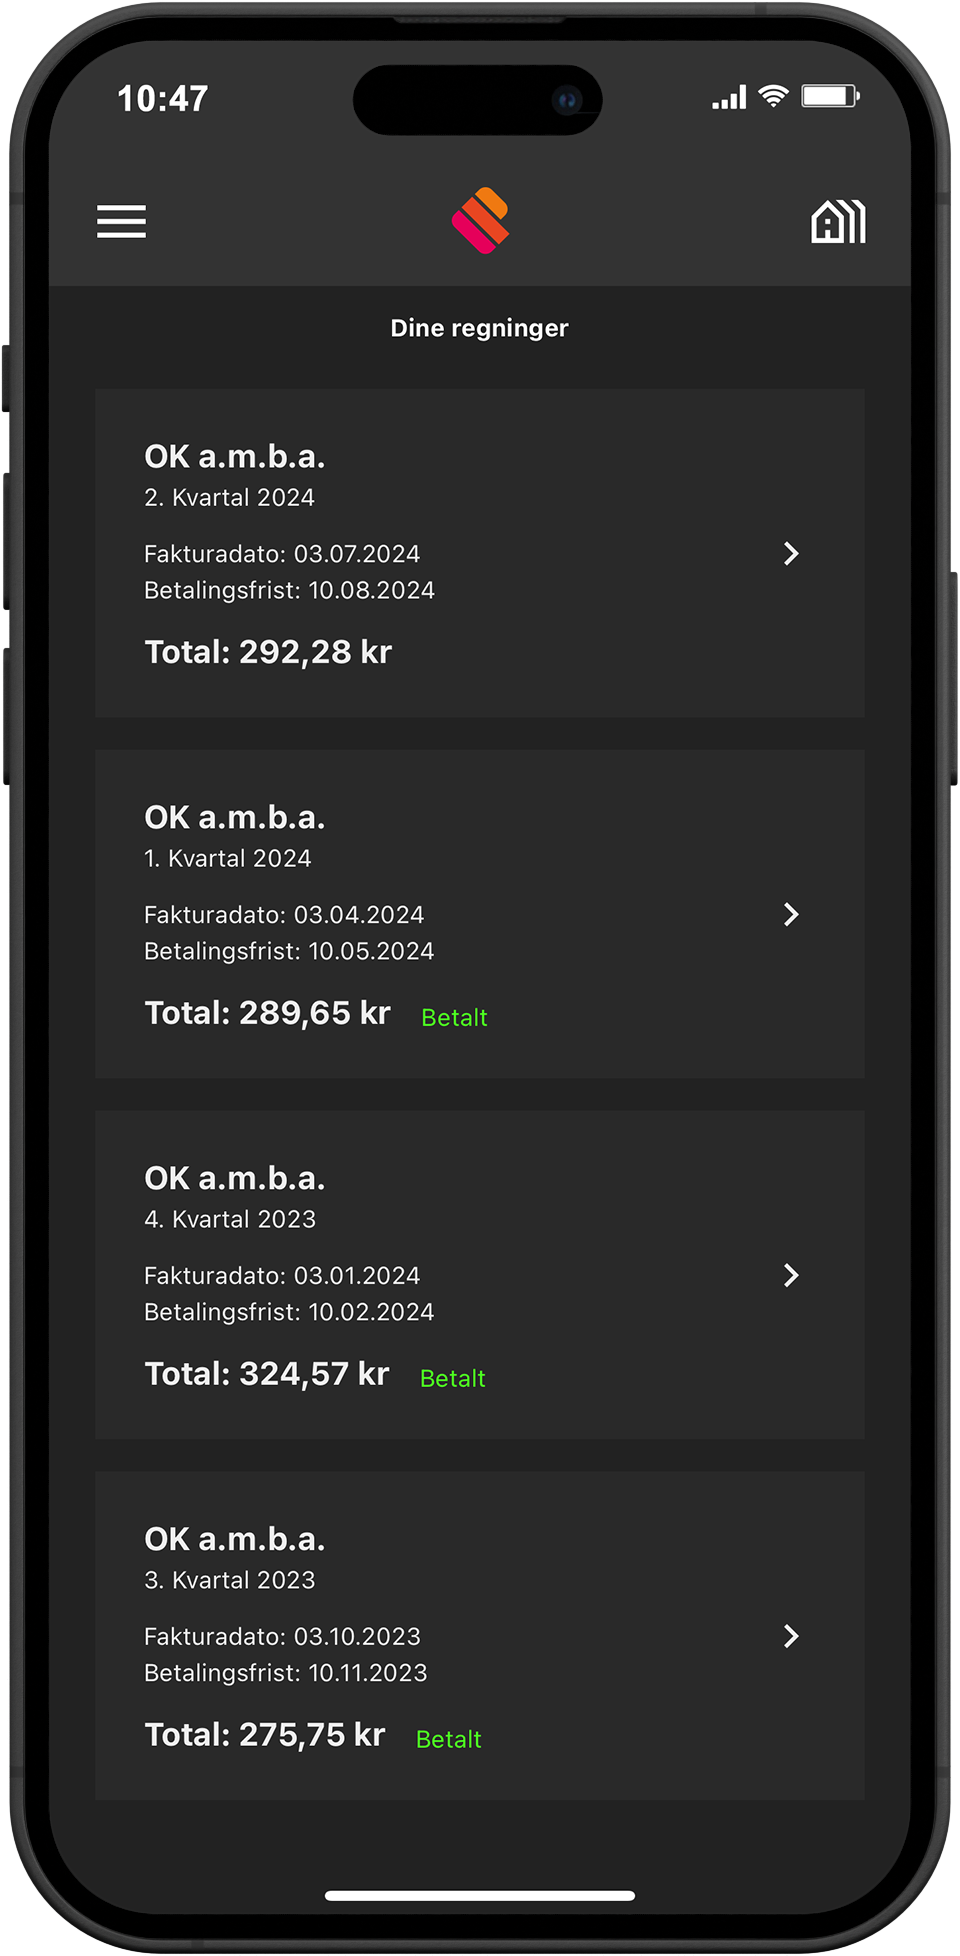 10:47
Dine regninger
OK a.m.b.a.
2. Kvartal 2024
Fakturadato: 03.07.2024
Betalingsfrist: 10.08.2024
Total: 292,28 kr
OK a.m.b.a.
1. Kvartal 2024
Fakturadato: 03.04.2024
Betalingsfrist: 10.05.2024
Total: 289,65 kr Betalt
OK a.m.b.a.
4. Kvartal 2023
Fakturadato: 03.01.2024
Betalingsfrist: 10.02.2024
Total: 324,57 kr Betalt
OK a.m.b.a.
3. Kvartal 2023
Fakturadato: 03.10.2023
Betalingsfrist: 10.11.2023
Total: 275,75 kr Betalt